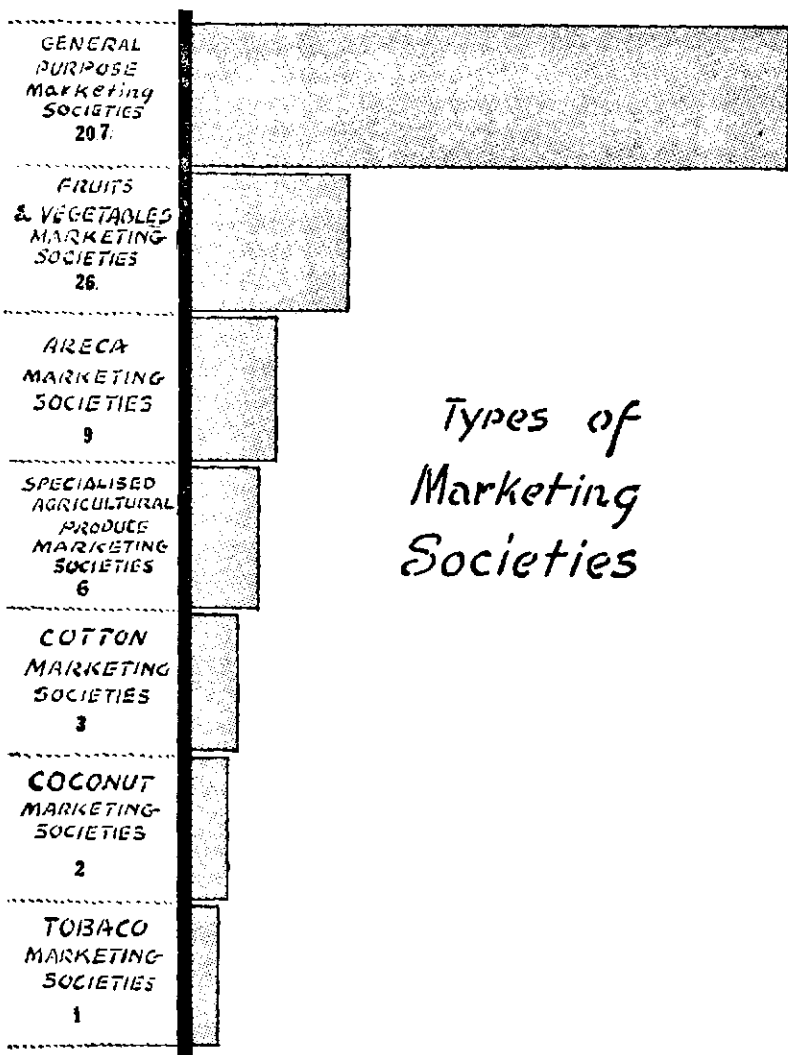 GENERAL
PURPOSE
Marketing
SOCIETIES
207
FRUITS
& VEGETABLES
MARKETING
SOCIETIES
26
ARECA
MARKETING
SOCIETIES
9
SPECIALISED
AGRICULTURAL
PRODUCE
MARKETING
SOCIETIES
6
COTTON
MARKETING
SOCIETIES
3
COCONUT
MARKETING
SOCIETIES
2
TOBACO
MARKETING
SOCIETIES
1
Types of
Marketing
Societies